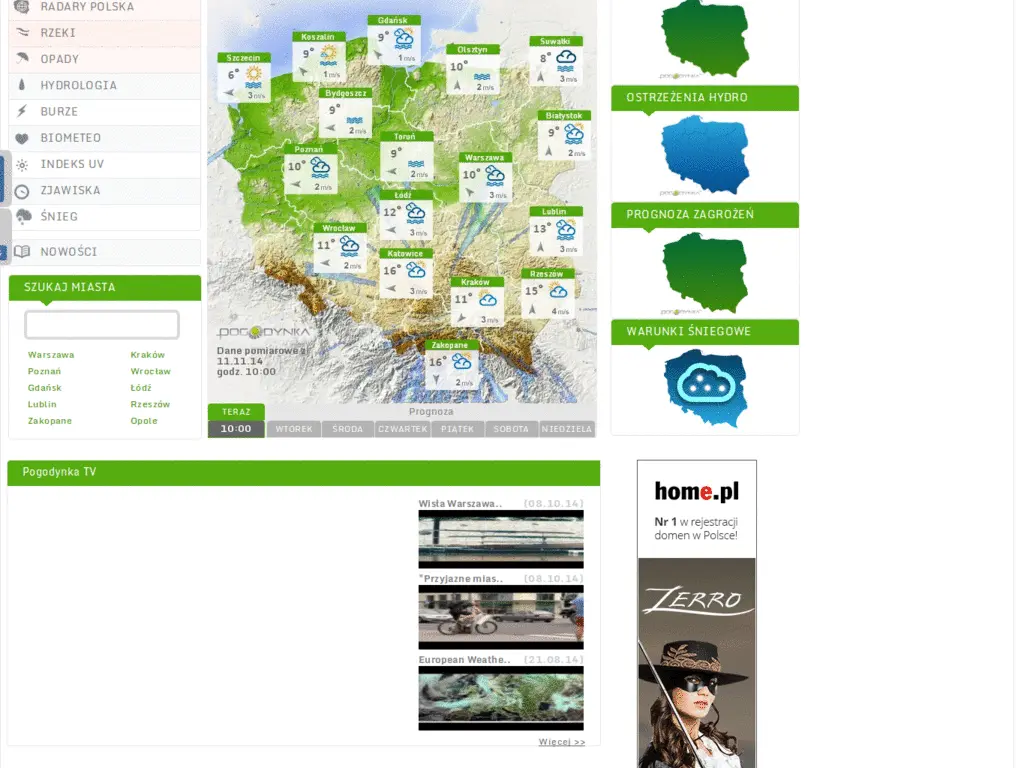 RADARY POLSKA
RZEKI
OPADY
HYDROLOGIA
BURZE
BIOMETEO
INDEKS UV
ZJAWISKA
ŚNIEG
NOWOŚCI
SZUKAJ MIASTA
Warszawa
Kraków
Poznań
Wrocław
Gdańsk
Łódź
Lublin
Rzeszów
Zakopane
Opole
Gdańsk
9°
1 m/s
Koszalin
9°
1 m/s
Olsztyn
10°
2 m/s
Suwałki
8°
3 m/s
Szczecin
6°
3 m/s
Bydgoszcz
9°
2 m/s
Białystok
9°
2 m/s
Toruń
9°
2 m/s
Poznań
10°
2 m/s
Warszawa
10°
3 m/s
Łódź
12°
3 m/s
Lublin
13°
3 m/s
Wrocław
11°
2 m/s
Katowice
16°
3 m/s
Kraków
11°
3 m/s
Rzeszów
15°
4 m/s
Zakopane
16°
2 m/s
POGODYNKA
Dane pomiarowe z
11.11.14
godz. 10:00
TERAZ
Prognoza
10:00 WTOREK ŚRODA CZWARTEK PIĄTEK SOBOTA NIEDZIELA
OSTRZEŻENIA HYDRO
PROGNOZA ZAGROŻEŃ
WARUNKI ŚNIEGOWE
Pogodynka TV
Wisła Warszawa.. (08.10.14)
"Przyjazne mias.. (08.10.14)
European Weathe.. (21.08.14)
Więcej >>
home.pl
Nr 1 w rejestracji
domen w Polsce!
ZERRO